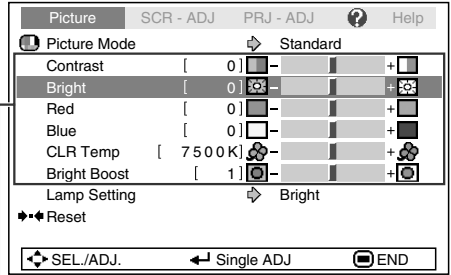 Picture SCR - ADJ PRJ - ADJ ? Help
Picture Mode Standard
Contrast [ 0] - +
Bright [ 0] - +
Red [ 0] - +
Blue [ 0] - +
CLR Temp [ 7500K] - +
Bright Boost [ 1] - +
Lamp Setting Bright
Reset
SEL./ADJ. Single ADJ END